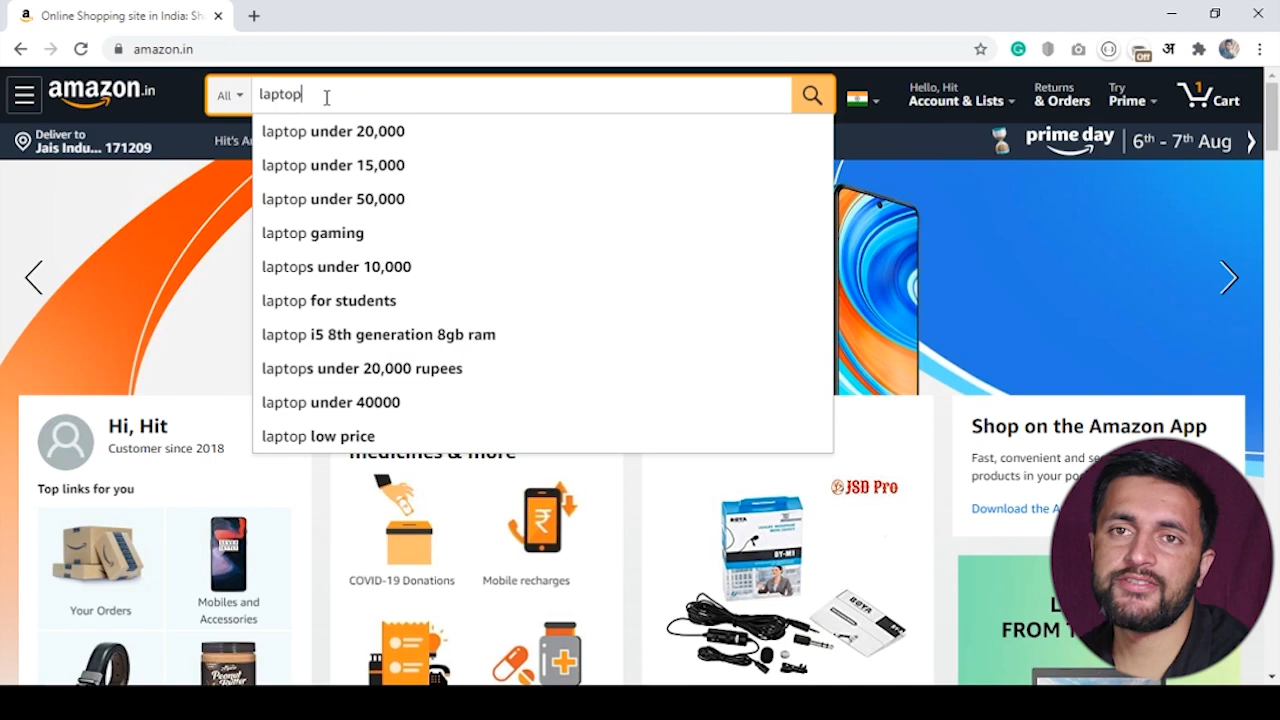 Online Shopping site in India: Sh
amazon.in
amazon.in
All
laptop
Hello, Hit
Account & Lists
Returns
& Orders
Try
Prime
1
Cart
Off
अ
Deliver to
Jais Indu... 171209
Hit's A
prime day
6th - 7th Aug
laptop under 20,000
laptop under 15,000
laptop under 50,000
laptop gaming
laptops under 10,000
laptop for students
laptop i5 8th generation 8gb ram
laptops under 20,000 rupees
laptop under 40000
laptop low price
Hi, Hit
Customer since 2018
Top links for you
Your Orders
Mobiles and
Accessories
medicines & more
COVID-19 Donations
Mobile recharges
JSD Pro
BOYA
BY-M1
BOYA
Shop on the Amazon App
Fast, convenient and se
products in your po
Download the A
L
FROM T